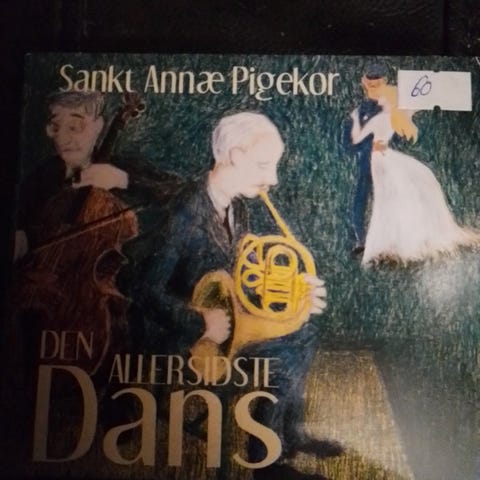 Sankt Annæ Pigekor
60
DEN
ALLERSIDSTE
Dans